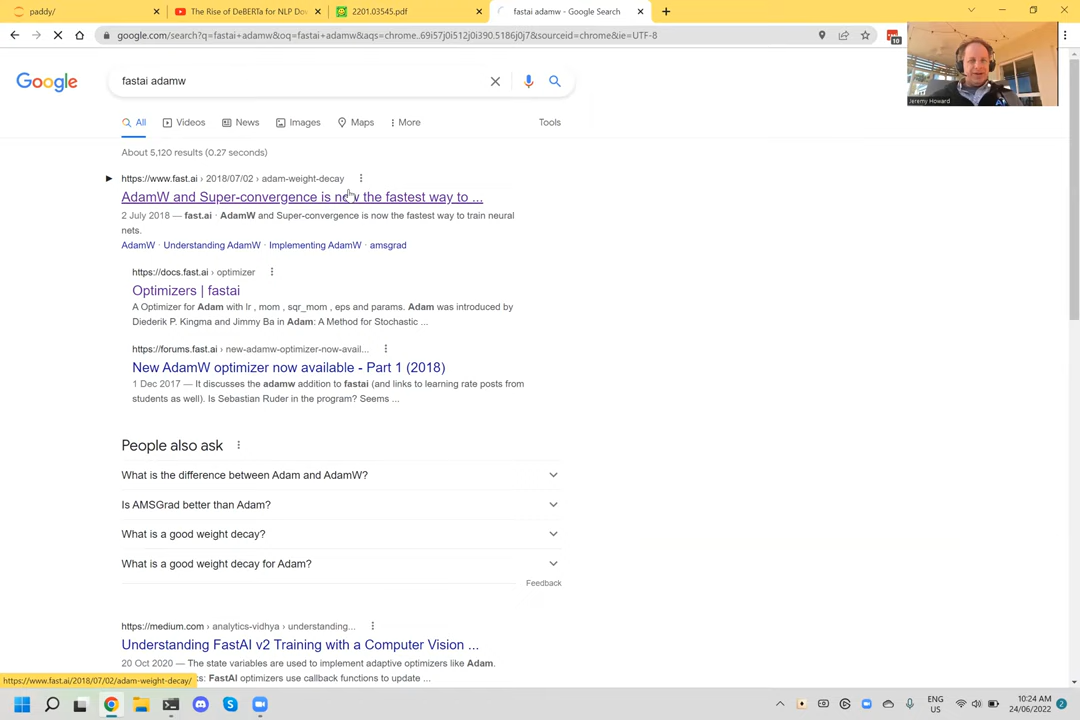 paddy/
The Rise of DeBERTa for NLP Do
2201.03545.pdf
fastai adamw - Google Search
google.com/search?q=fastai+adamw&oq=fastai+adamw&aqs=chrome..69i57j0i512j0i390.5186j0j7&sourceid=chrome&ie=UTF-8
10
Jeremy Howard
Google
fastai adamw
All
Videos
News
Images
Maps
More
Tools
About 5,120 results (0.27 seconds)
https://www.fast.ai › 2018/07/02 › adam-weight-decay
AdamW and Super-convergence is now the fastest way to ...
2 July 2018 — fast.ai · AdamW and Super-convergence is now the fastest way to train neural
nets.
AdamW · Understanding AdamW · Implementing AdamW · amsgrad
https://docs.fast.ai › optimizer
Optimizers | fastai
A Optimizer for Adam with lr , mom , sqr_mom , eps and params. Adam was introduced by
Diederik P. Kingma and Jimmy Ba in Adam: A Method for Stochastic ...
https://forums.fast.ai › new-adamw-optimizer-now-avail...
New AdamW optimizer now available - Part 1 (2018)
1 Dec 2017 — It discusses the adamw addition to fastai (and links to learning rate posts from
students as well). Is Sebastian Ruder in the program? Seems ...
People also ask
What is the difference between Adam and AdamW?
Is AMSGrad better than Adam?
What is a good weight decay?
What is a good weight decay for Adam?
Feedback
https://medium.com › analytics-vidhya › understanding...
Understanding FastAI v2 Training with a Computer Vision ...
20 Oct 2020 — The state variables are used to implement adaptive optimizers like Adam.
ks: FastAI optimizers use callback functions to update ...
https://www.fast.ai/2018/07/02/adam-weight-decay/
ENG
US
10:24 AM
24/06/2022
2